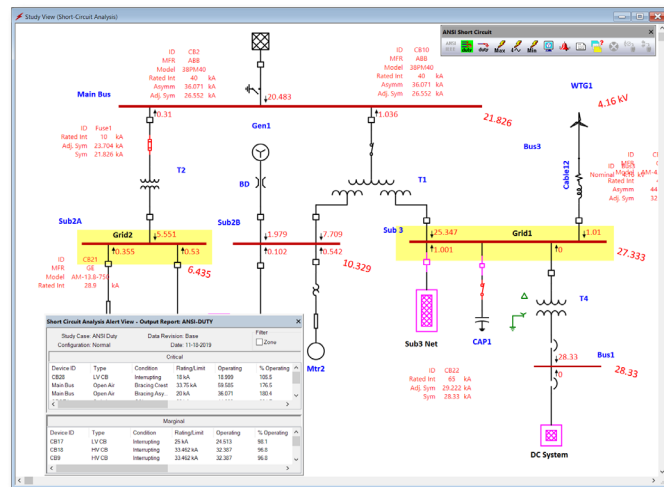 Study View (Short-Circuit Analysis)
ANSI Short Circuit
ID CB2
MFR ABB
Model 38PM40
Rated Int 40 kA
Asymm 36.071 kA
Adj. Sym 26.552 kA
ID CB10
MFR ABB
Model 38PM40
Rated Int 40 kA
Asymm 36.071 kA
Adj. Sym 26.552 kA
Main Bus
20.483
0.31
1.036
21.826
WTG1
4.16 kV
Gen1
ID Fuse1
Rated Int 10 kA
Adj. Sym 23.704 kA
Sym 21.826 kA
Bus3
Cable12
T2
BD
T1
Sub2A
Grid2
5.551
Sub2B
1.979
7.709
Sub 3
25.347
Grid1
1.01
0.355
0.53
0.102
0.542
1.001
0
6.435
10.329
27.333
ID CB21
MFR GE
Model AM-13.8-750
Rated Int 28.9 kA
T4
Sub3 Net
CAP1
Mtr2
28.33
Bus1
0
28.33
ID CB22
Rated Int 65 kA
Adj. Sym 29.222 kA
Sym 28.33 kA
DC System
Short Circuit Analysis Alert View - Output Report: ANSI-DUTY
Study Case: ANSI Duty Data Revision: Base
Configuration: Normal Date: 11-18-2019
Filter
Zone
Critical
Device ID Type Condition Rating/Limit Operating % Operating
CB28 LV CB Interrupting 18 kA 18.999 105.5
Main Bus Open Air Bracing Crest 33.75 kA 59.585 176.5
Main Bus Open Air Bracing Asy... 20 kA 36.071 180.4
Marginal
Device ID Type Condition Rating/Limit Operating % Operating
CB17 HV CB Interrupting 25 kA 24.513 98.1
CB18 HV CB Interrupting 33.462 kA 32.387 96.8
CB9 HV CB Interrupting 33.462 kA 32.387 96.8